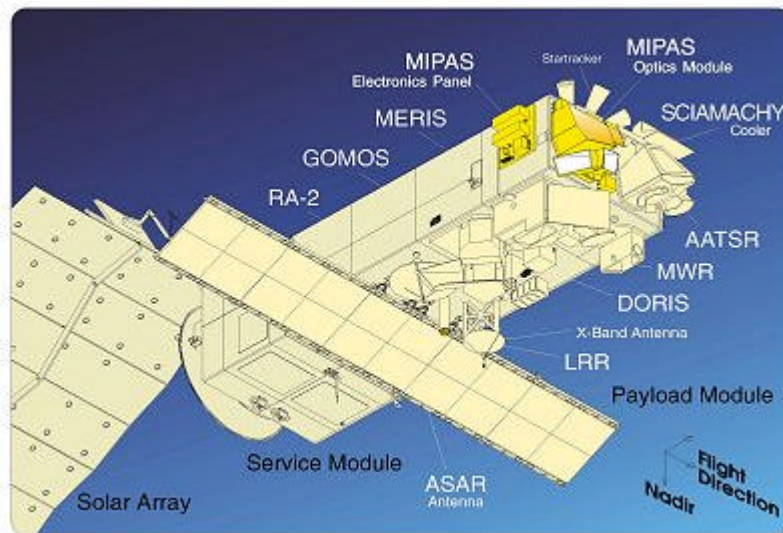 MIPAS
Electronics Panel
Startracker
MIPAS
Optics Module
MERIS
SCIAMACHY
Cooler
GOMOS
RA-2
AATSR
MWR
DORIS
X-Band Antenna
LRR
Payload Module
Service Module
ASAR
Antenna
Solar Array
Flight
Direction
Nadir